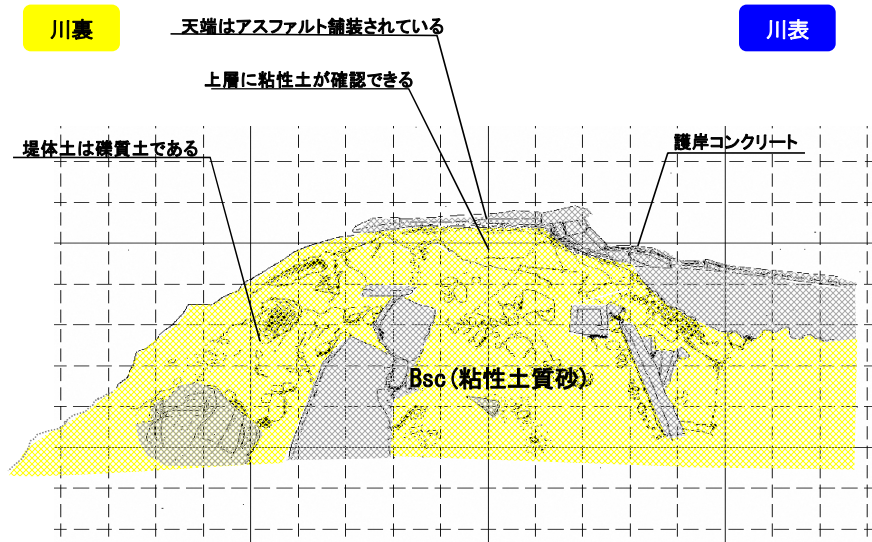 川裏
天端はアスファルト舗装されている
川表
上層に粘性土が確認できる
堤体土は礫質土である
護岸コンクリート
Bsc(粘性土質砂)